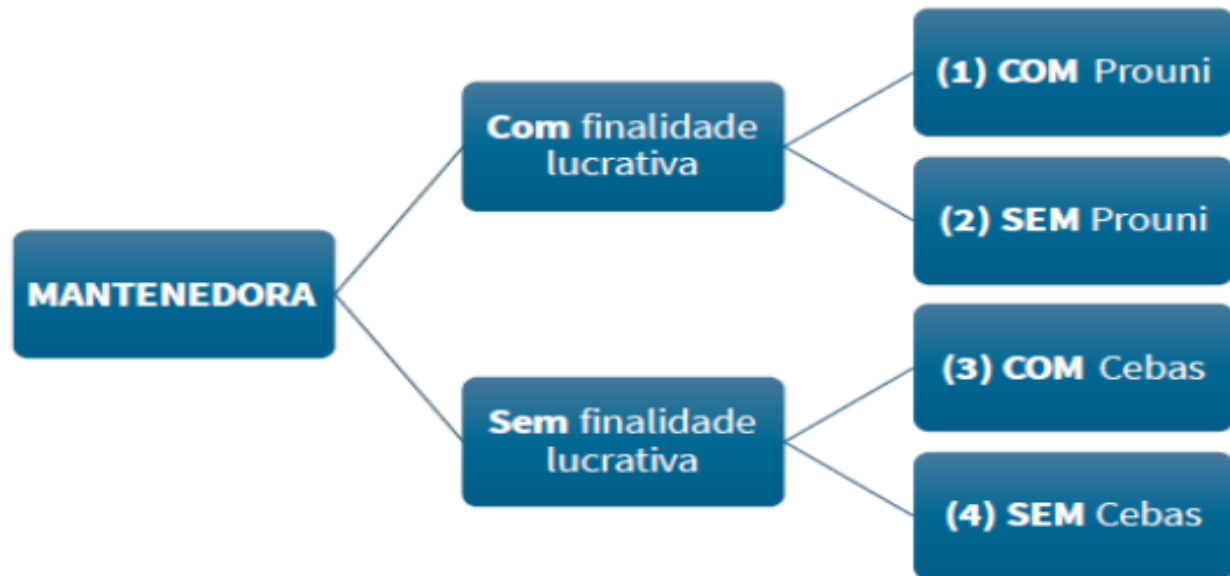 MANTENEDORA
Com finalidade
lucrativa
(1) COM Prouni
(2) SEM Prouni
Sem finalidade
lucrativa
(3) COM Cebas
(4) SEM Cebas